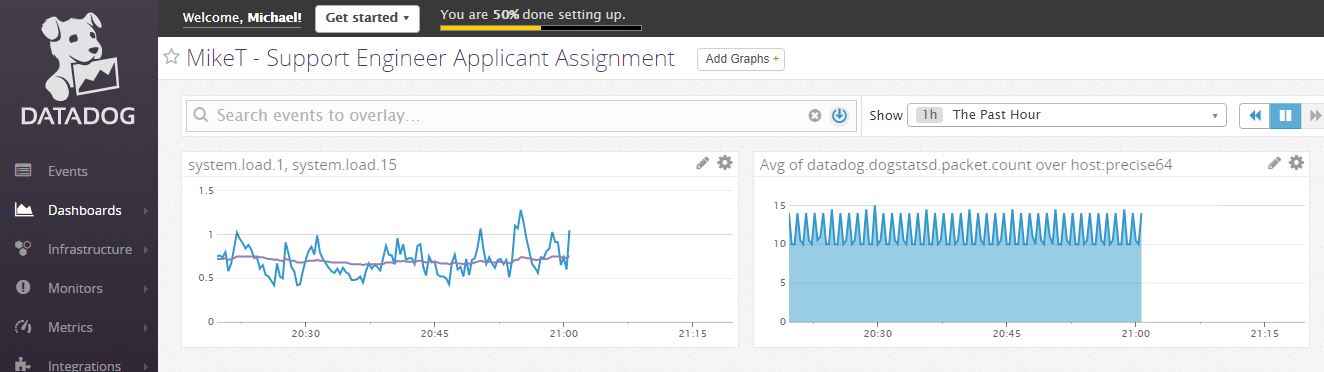 Welcome, Michael!
Get started ▾
You are 50% done setting up.
DATADOG
MikeT - Support Engineer Applicant Assignment
Add Graphs +
Search events to overlay...
Show
1h The Past Hour
Events
Dashboards
Infrastructure
Monitors
Metrics
Integrations
system.load.1, system.load.15
1.5
1
0.5
0
20:30 20:45 21:00 21:15
Avg of datadog.dogstatsd.packet.count over host:precise64
15
10
5
0
20:30 20:45 21:00 21:15